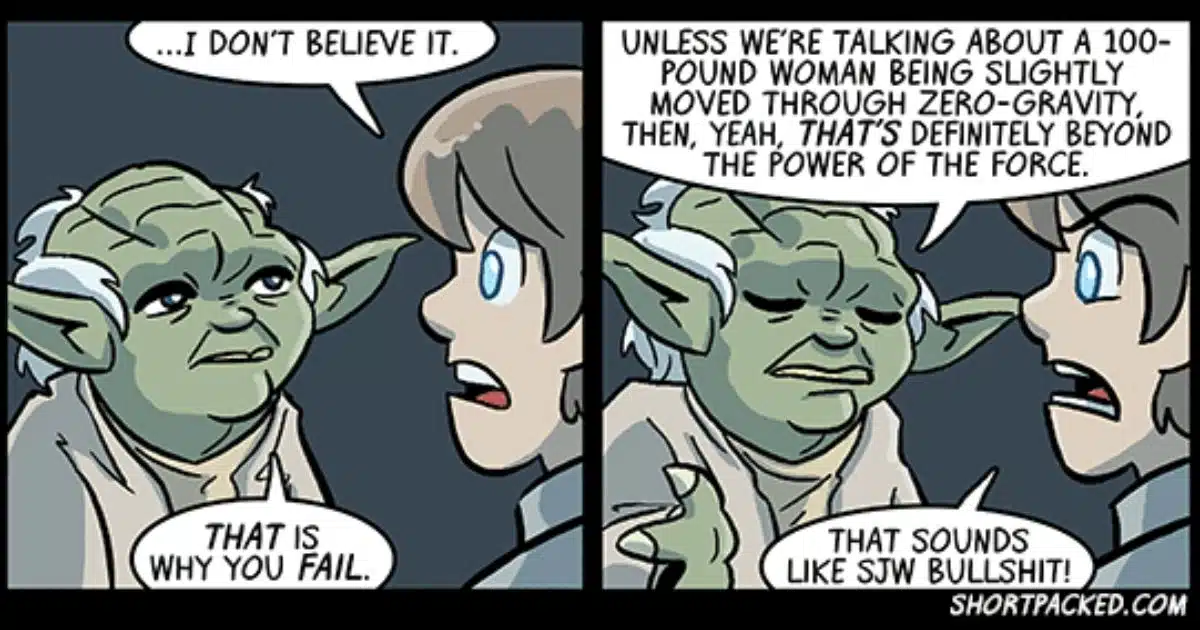 ...I DON'T BELIEVE IT.
THAT IS
WHY YOU FAIL.
UNLESS WE'RE TALKING ABOUT A 100-
POUND WOMAN BEING SLIGHTLY
MOVED THROUGH ZERO-GRAVITY,
THEN, YEAH, THAT'S DEFINITELY BEYOND
THE POWER OF THE FORCE.
THAT SOUNDS
LIKE SJW BULLSHIT!
SHORTPACKED.COM